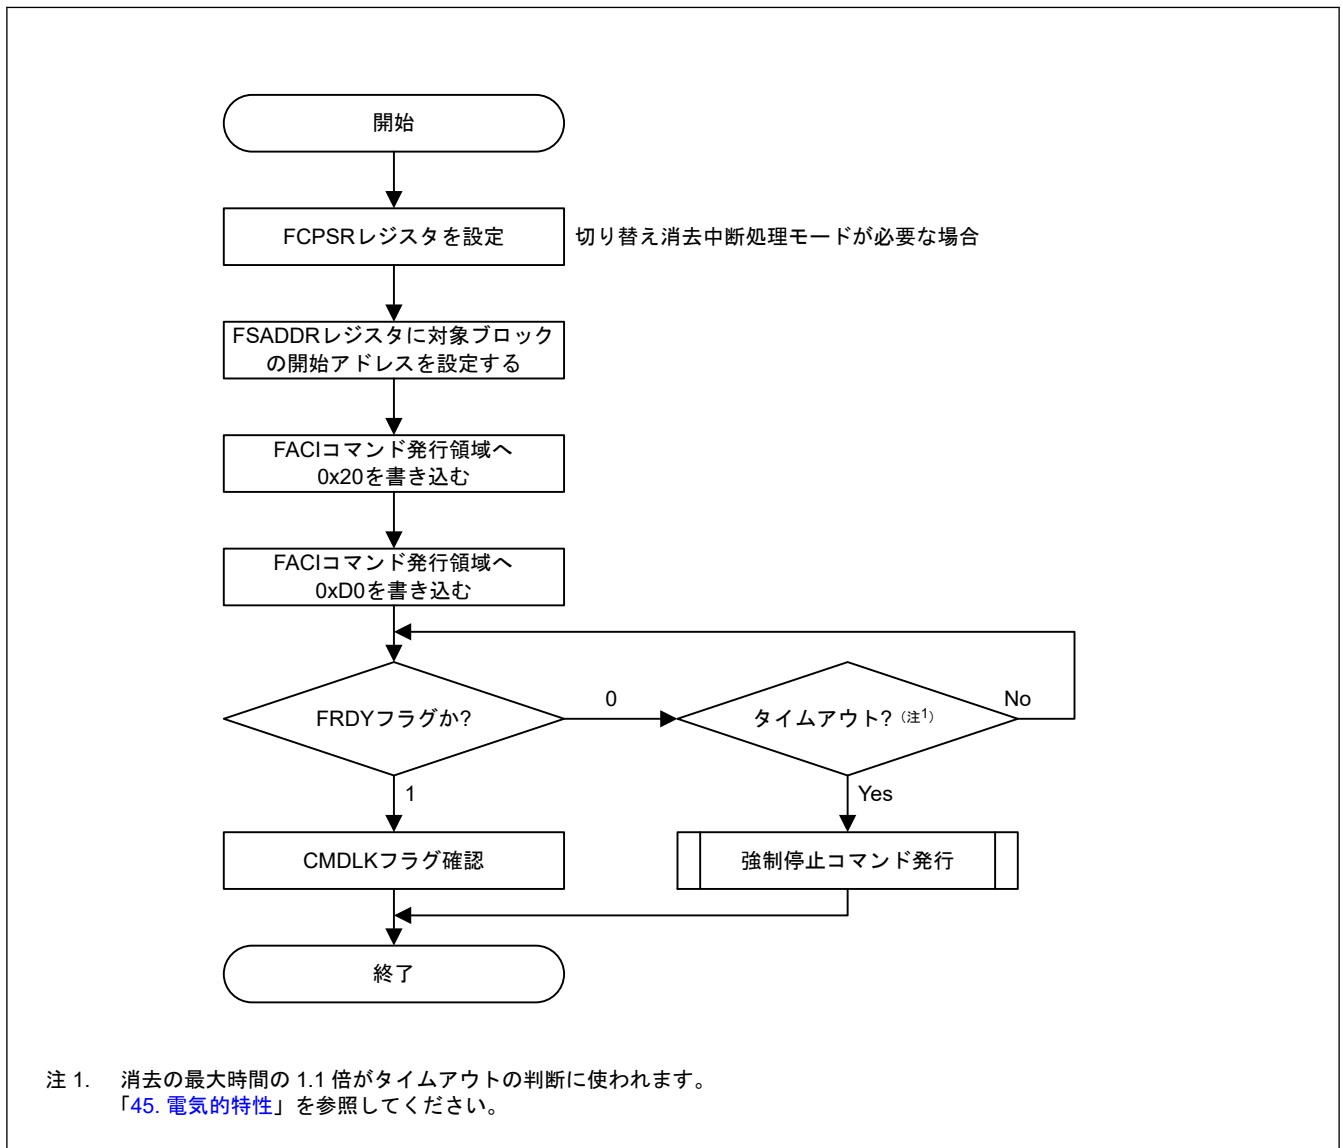 開始
FCPSRレジスタを設定
切り替え消去中断処理モードが必要な場合
FSADDRレジスタに対象ブロック
の開始アドレスを設定する
FACIコマンド発行領域へ
0x20を書き込む
FACIコマンド発行領域へ
0xD0を書き込む
FRDYフラグか?
0
タイムアウト? (注1)
No
1
Yes
CMDLKフラグ確認
強制停止コマンド発行
終了
注 1. 消去の最大時間の 1.1 倍がタイムアウトの判断に使われます。
「45. 電気的特性」を参照してください。